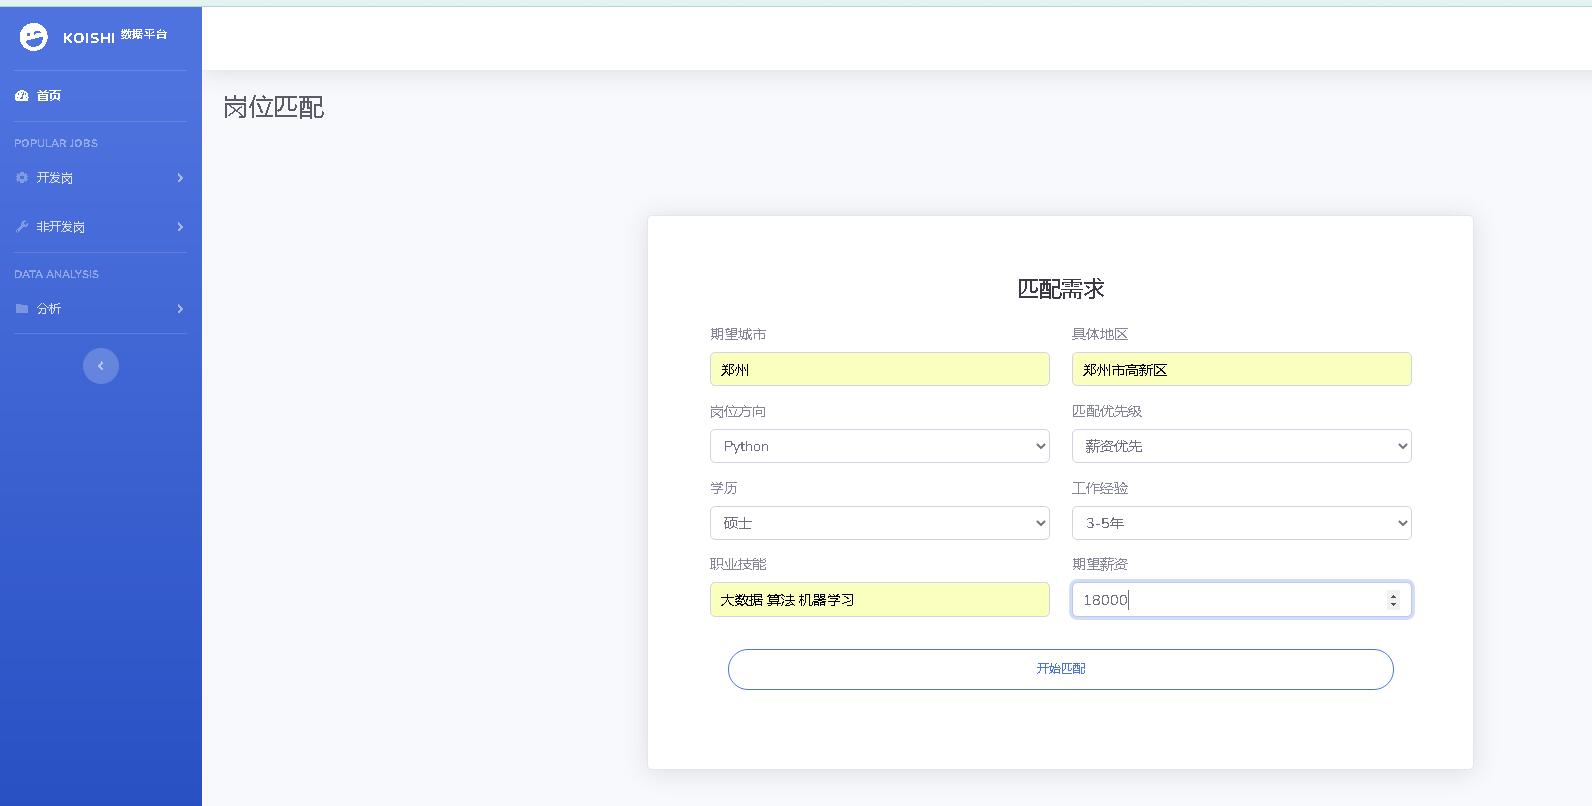 KOISHI 数据平台
首页
POPULAR JOBS
开发岗
非开发岗
DATA ANALYSIS
分析
岗位匹配
匹配需求
期望城市 具体地区
郑州 郑州市高新区
岗位方向 匹配优先级
Python 薪资优先
学历 工作经验
硕士 3-5年
职业技能 期望薪资
大数据 算法 机器学习 18000
开始匹配